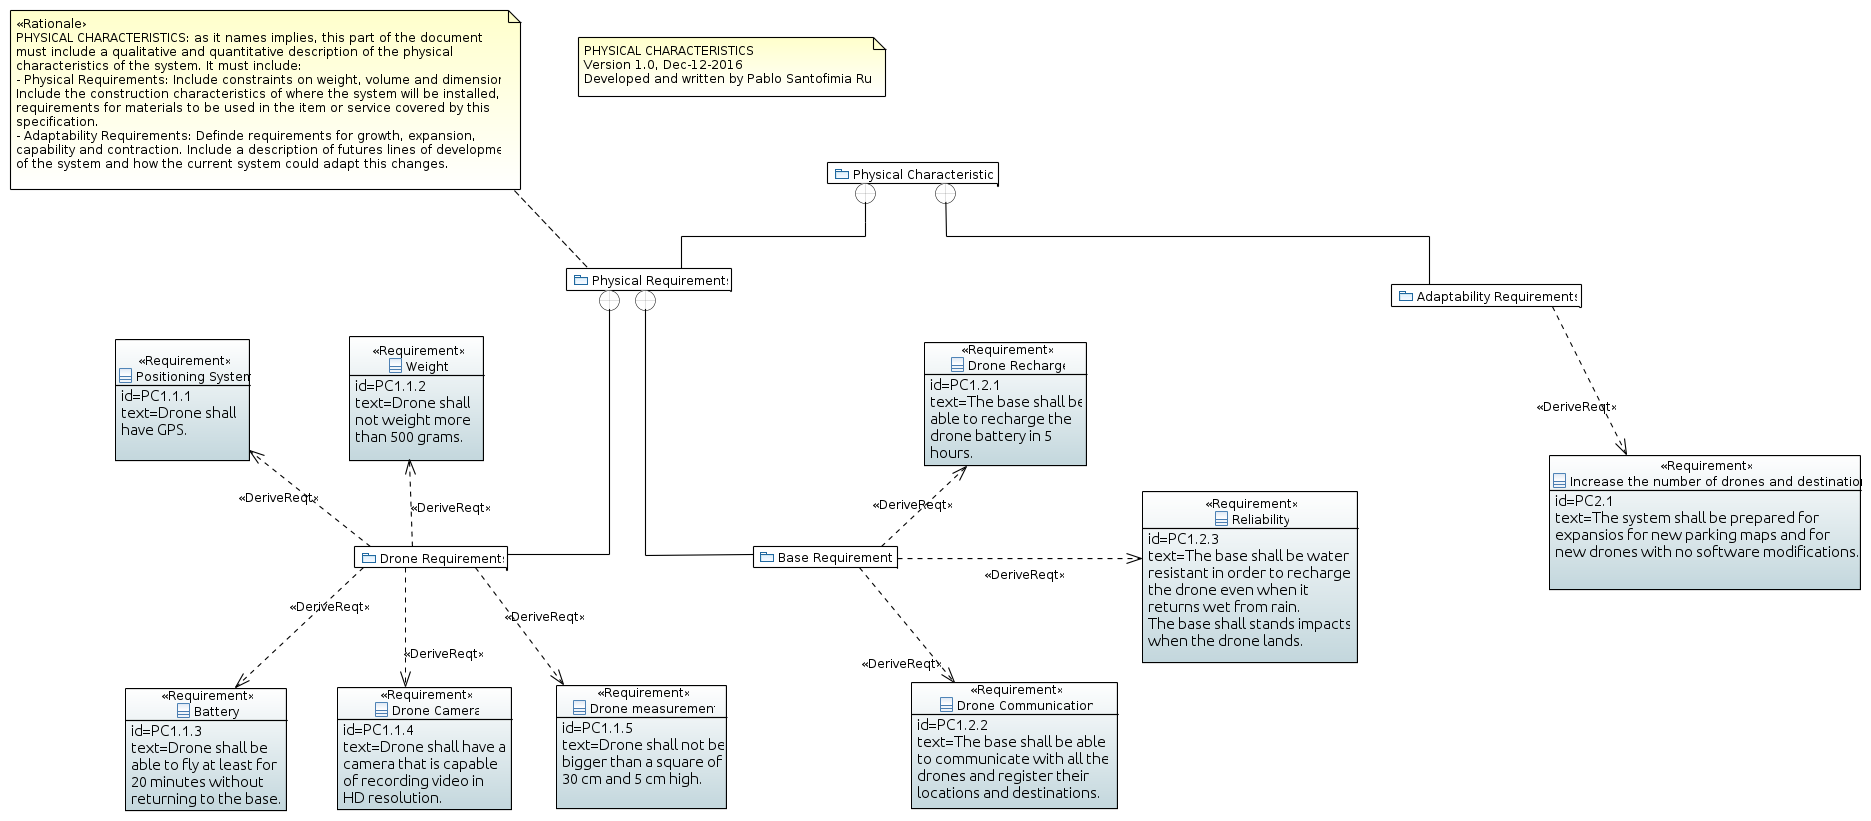 «Rationale»
PHYSICAL CHARACTERISTICS: as it names implies, this part of the document
must include a qualitative and quantitative description of the physical
characteristics of the system. It must include:
- Physical Requirements: Include constraints on weight, volume and dimension
Include the construction characteristics of where the system will be installed,
requirements for materials to be used in the item or service covered by this
specification.
- Adaptability Requirements: Definde requirements for growth, expansion,
capability and contraction. Include a description of futures lines of developme
of the system and how the current system could adapt this changes.
PHYSICAL CHARACTERISTICS
Version 1.0, Dec-12-2016
Developed and written by Pablo Santofimia Ru
Physical Characteristic
Physical Requirements
Adaptability Requirements
«Requirement»
Positioning System
id=PC1.1.1
text=Drone shall
have GPS.
«Requirement»
Weight
id=PC1.1.2
text=Drone shall
not weight more
than 500 grams.
«Requirement»
Drone Recharge
id=PC1.2.1
text=The base shall be
able to recharge the
drone battery in 5
hours.
«DeriveReqt»
«Requirement»
Increase the number of drones and destinatio
id=PC2.1
text=The system shall be prepared for
expansios for new parking maps and for
new drones with no software modifications.
«DeriveReqt»
«DeriveReqt»
«DeriveReqt»
«Requirement»
Reliability
id=PC1.2.3
text=The base shall be water
resistant in order to recharge
the drone even when it
returns wet from rain.
The base shall stands impacts
when the drone lands.
Drone Requirements
Base Requirement
«DeriveReqt»
«DeriveReqt»
«DeriveReqt»
«DeriveReqt»
«DeriveReqt»
«Requirement»
Battery
id=PC1.1.3
text=Drone shall be
able to fly at least for
20 minutes without
returning to the base.
«Requirement»
Drone Camera
id=PC1.1.4
text=Drone shall have a
camera that is capable
of recording video in
HD resolution.
«Requirement»
Drone measurement
id=PC1.1.5
text=Drone shall not be
bigger than a square of
30 cm and 5 cm high.
«Requirement»
Drone Communication
id=PC1.2.2
text=The base shall be able
to communicate with all the
drones and register their
locations and destinations.